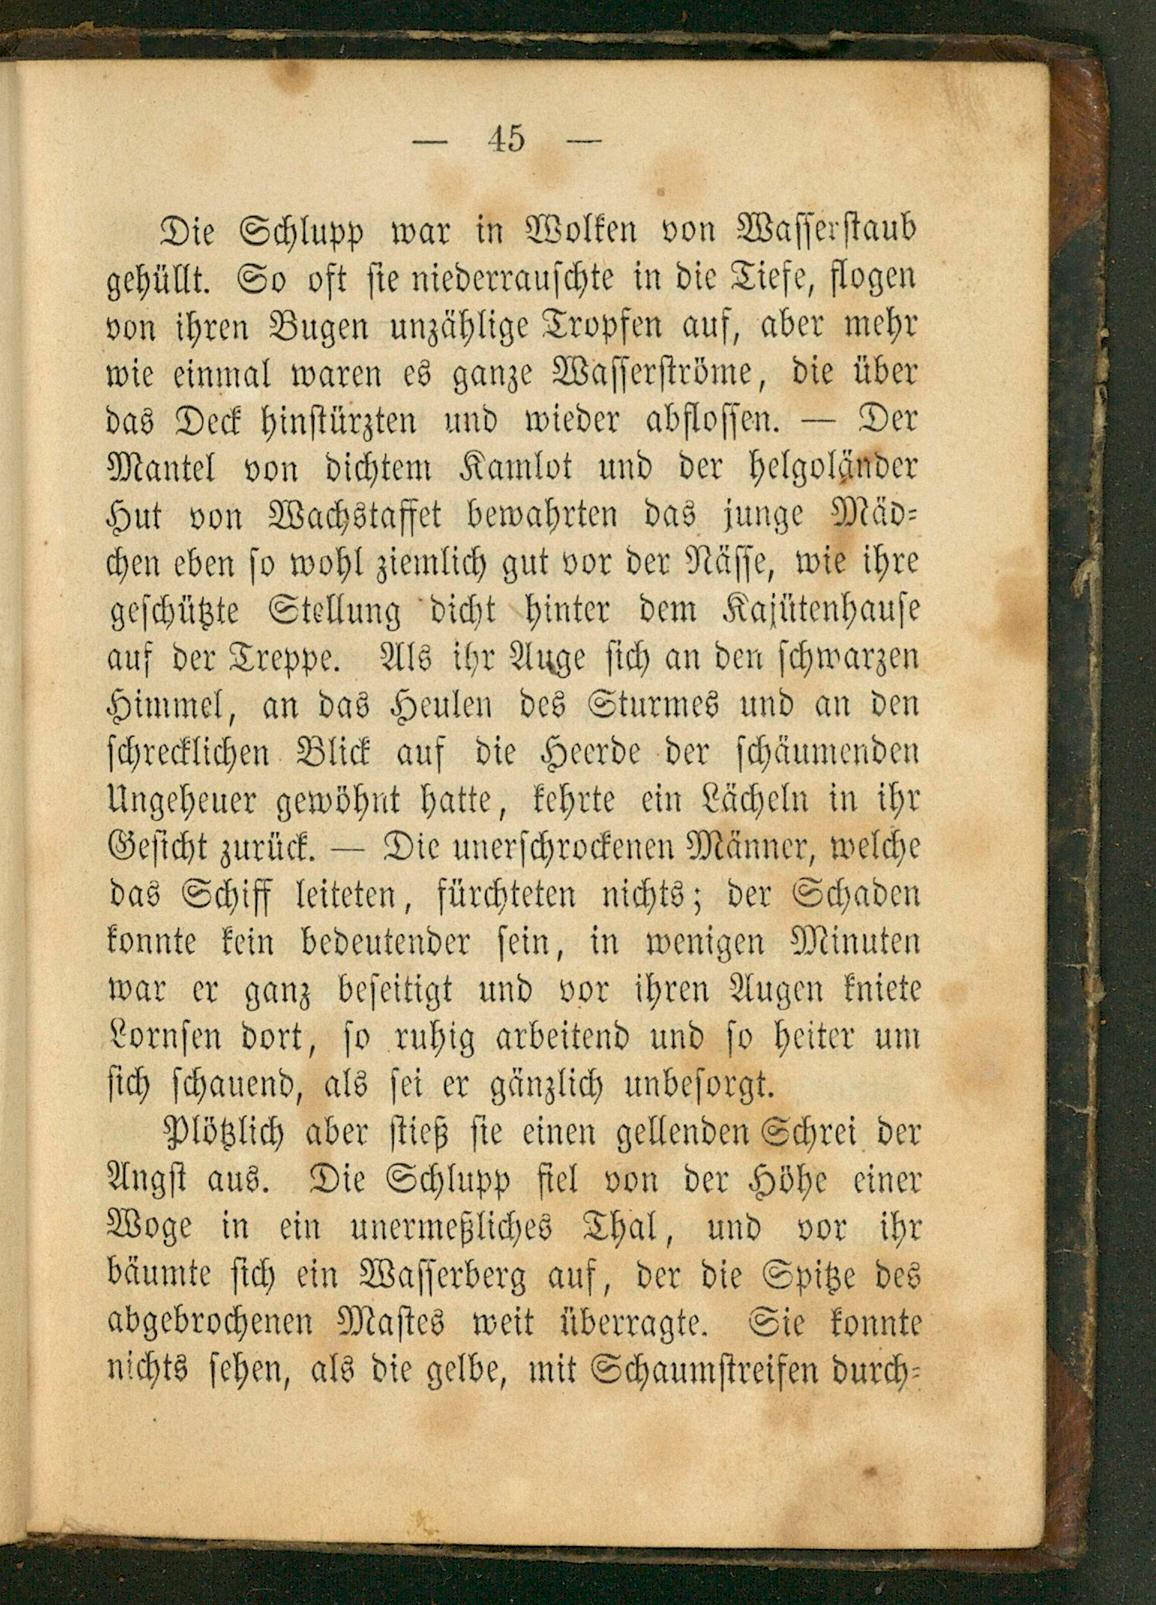 — 45 —
Die Schlupp war in Wolken von Wasserstaub
gehüllt. So oft sie niederrauschte in die Tiefe, flogen
von ihren Bugen unzählige Tropfen auf, aber mehr
wie einmal waren es ganze Wasserströme, die über
das Deck hinstürzten und wieder abflossen. — Der
Mantel von dichtem Kamlot und der helgoländer
Hut von Wachstaffet bewahrten das junge Mäd-
chen eben so wohl ziemlich gut vor der Nässe, wie ihre
geschützte Stellung dicht hinter dem Kajütenhause
auf der Treppe. Als ihr Auge sich an den schwarzen
Himmel, an das Heulen des Sturmes und an den
schrecklichen Blick auf die Heerde der schäumenden
Ungeheuer gewöhnt hatte, kehrte ein Lächeln in ihr
Gesicht zurück. — Die unerschrockenen Männer, welche
das Schiff leiteten, fürchteten nichts; der Schaden
konnte kein bedeutender sein, in wenigen Minuten
war er ganz beseitigt und vor ihren Augen kniete
Lornsen dort, so ruhig arbeitend und so heiter um
sich schauend, als sei er gänzlich unbesorgt.
Plötzlich aber stieß sie einen gellenden Schrei der
Angst aus. Die Schlupp fiel von der Höhe einer
Woge in ein unermeßliches Thal, und vor ihr
bäumte sich ein Wasserberg auf, der die Spitze des
abgebrochenen Mastes weit überragte. Sie konnte
nichts sehen, als die gelbe, mit Schaumstreifen durch-